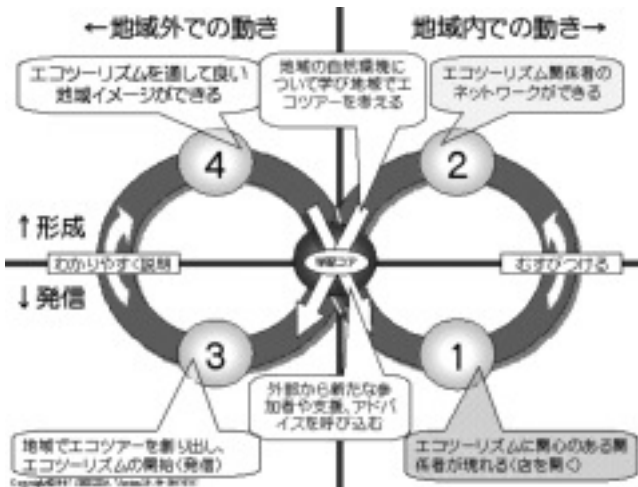 ←地域外での動き
地域内での動き→
エコツーリズムを通して良い
地域イメージができる
地域の自然環境に
ついて学び地域でエ
コツアーを考える
エコツーリズム関係者の
ネットワークができる
4
2
↑形成
わかりやすく説明
むすびつける
↓発信
3
1
外部から新たな参
加者や支援、アドバ
イスを呼び込む
地域でエコツアーを創り出し、
エコツーリズムの開始(発信)
エコツーリズムに関心のある関
係者が現れる(店を開く)